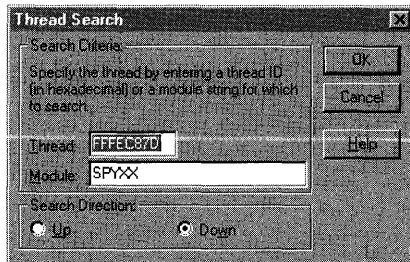 Thread Search
Search Criteria:
Specify the thread by entering a thread ID
(in hexadecimal) or a module string for which
to search.
Thread: FFFEC87D
Module: SPYXX
Search Direction:
Up
Down
OK
Cancel
Help